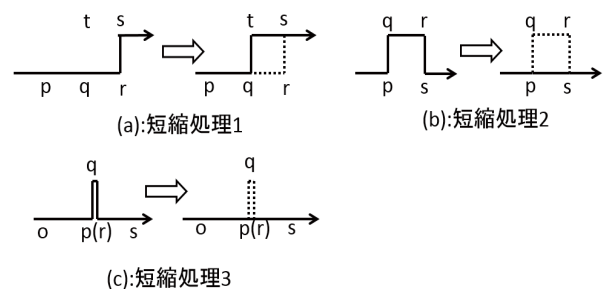 t s t s
p q r p q r
(a):短縮処理1
q r q r
p s p s
(b):短縮処理2
q q
o p(r) s o p(r) s
(c):短縮処理3